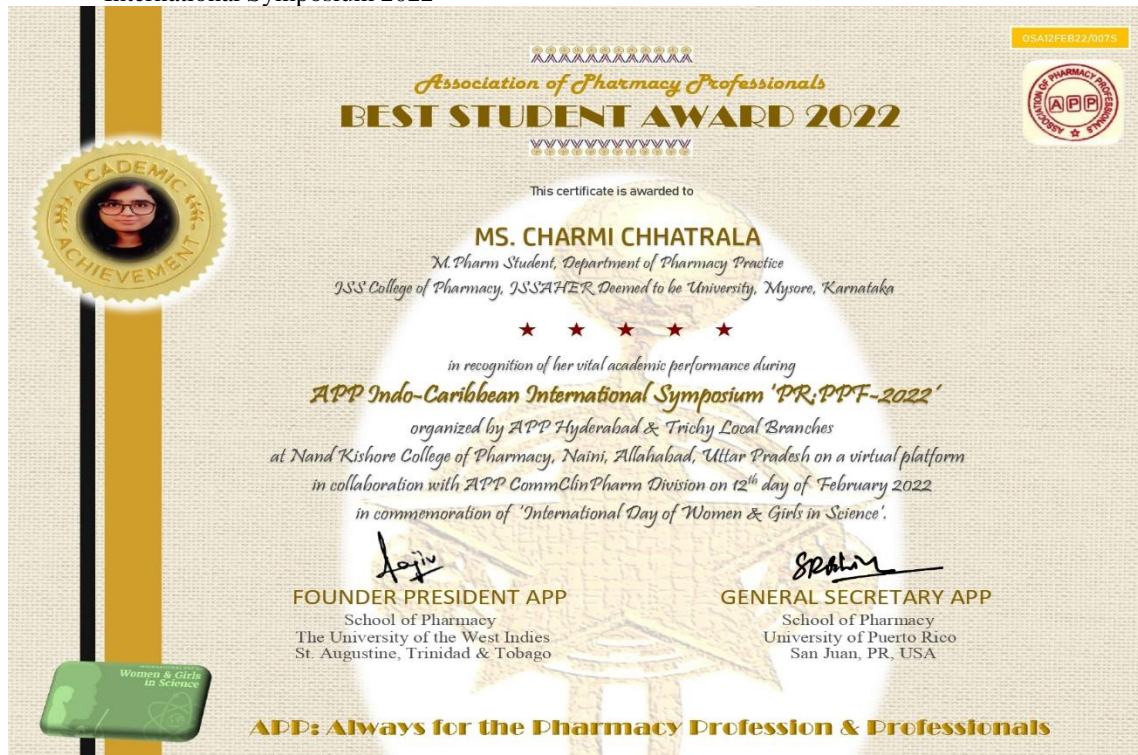 International Symposium 2022
OSA12FEB22/007S
ASSOCIATION OF PHARMACY PROFESSIONALS
APP
Association of Pharmacy Professionals
BEST STUDENT AWARD 2022
ACADEMIC
ACHIEVEMENT
This certificate is awarded to
MS. CHARMI CHHATRALA
M.Pharm Student, Department of Pharmacy Practice
JSS College of Pharmacy, JSSAHER Deemed to be University, Mysore, Karnataka
in recognition of her vital academic performance during
APP Indo-Caribbean International Symposium 'PR;PPF-2022'
organized by APP Hyderabad & Trichy Local Branches
at Nand Kishore College of Pharmacy, Naini, Allahabad, Uttar Pradesh on a virtual platform
in collaboration with APP CommClinPharm Division on 12th day of February 2022
in commemoration of 'International Day of Women & Girls in Science'.
FOUNDER PRESIDENT APP
School of Pharmacy
The University of the West Indies
St. Augustine, Trinidad & Tobago
GENERAL SECRETARY APP
School of Pharmacy
University of Puerto Rico
San Juan, PR, USA
Women & Girls
in Science
APP: Always for the Pharmacy Profession & Professionals